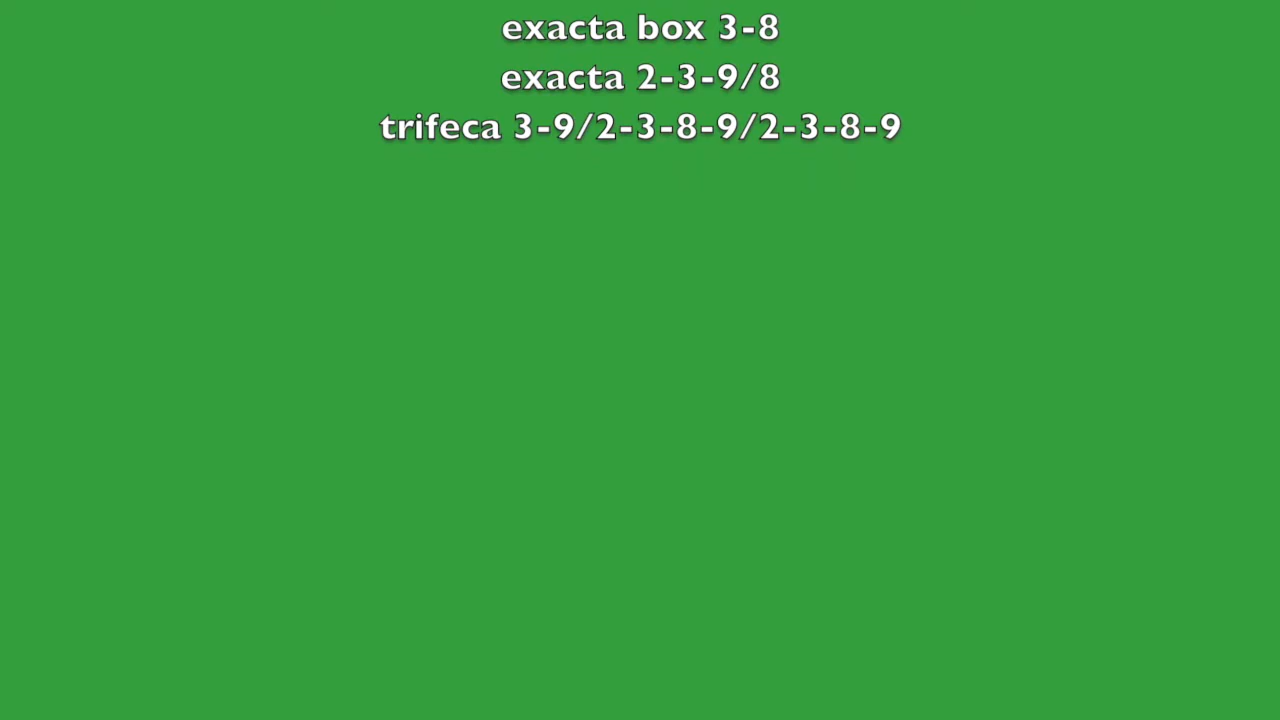 exacta box 3-8
exacta 2-3-9/8
trifeca 3-9/2-3-8-9/2-3-8-9